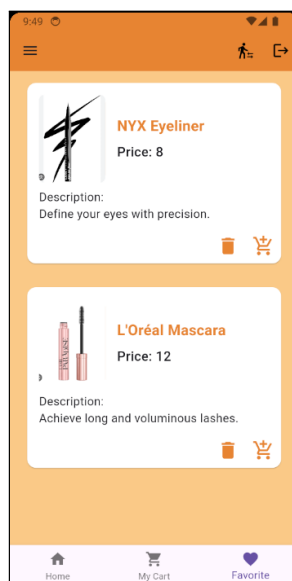 9:49
NYX Eyeliner
Price: 8
Description:
Define your eyes with precision.
L'Oréal Mascara
Price: 12
PARADISE
Description:
Achieve long and voluminous lashes.
Home
My Cart
Favorite